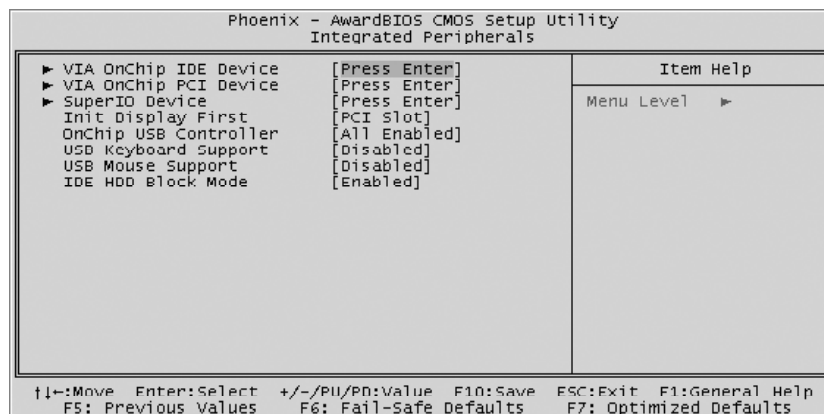 Phoenix - AwardBIOS CMOS Setup Utility
Integrated Peripherals
► VIA OnChip IDE Device [Press Enter]
► VIA OnChip PCI Device [Press Enter]
► SuperIO Device [Press Enter]
Init Display First [PCI Slot]
OnChip USB Controller [All Enabled]
USB Keyboard Support [Disabled]
USB Mouse Support [Disabled]
IDE HDD Block Mode [Enabled]
Item Help
Menu Level ►
↑↓←:Move Enter:Select +/-/PU/PD:Value F10:Save ESC:Exit F1:General Help
F5: Previous Values F6: Fail-Safe Defaults F7: Optimized Defaults